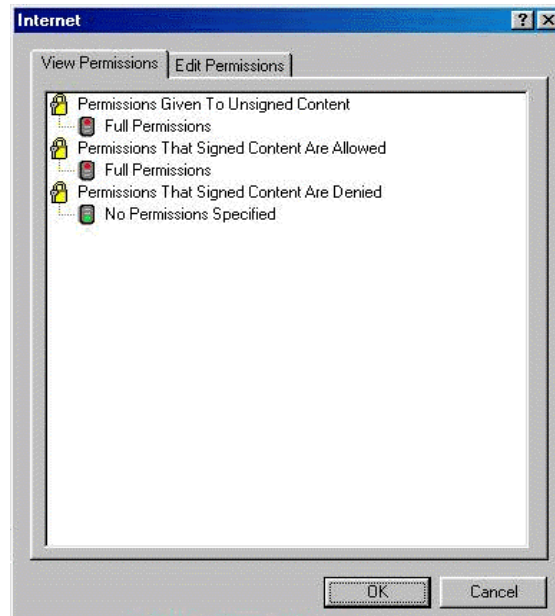 Internet
View Permissions
Edit Permissions
Permissions Given To Unsigned Content
Full Permissions
Permissions That Signed Content Are Allowed
Full Permissions
Permissions That Signed Content Are Denied
No Permissions Specified
OK
Cancel